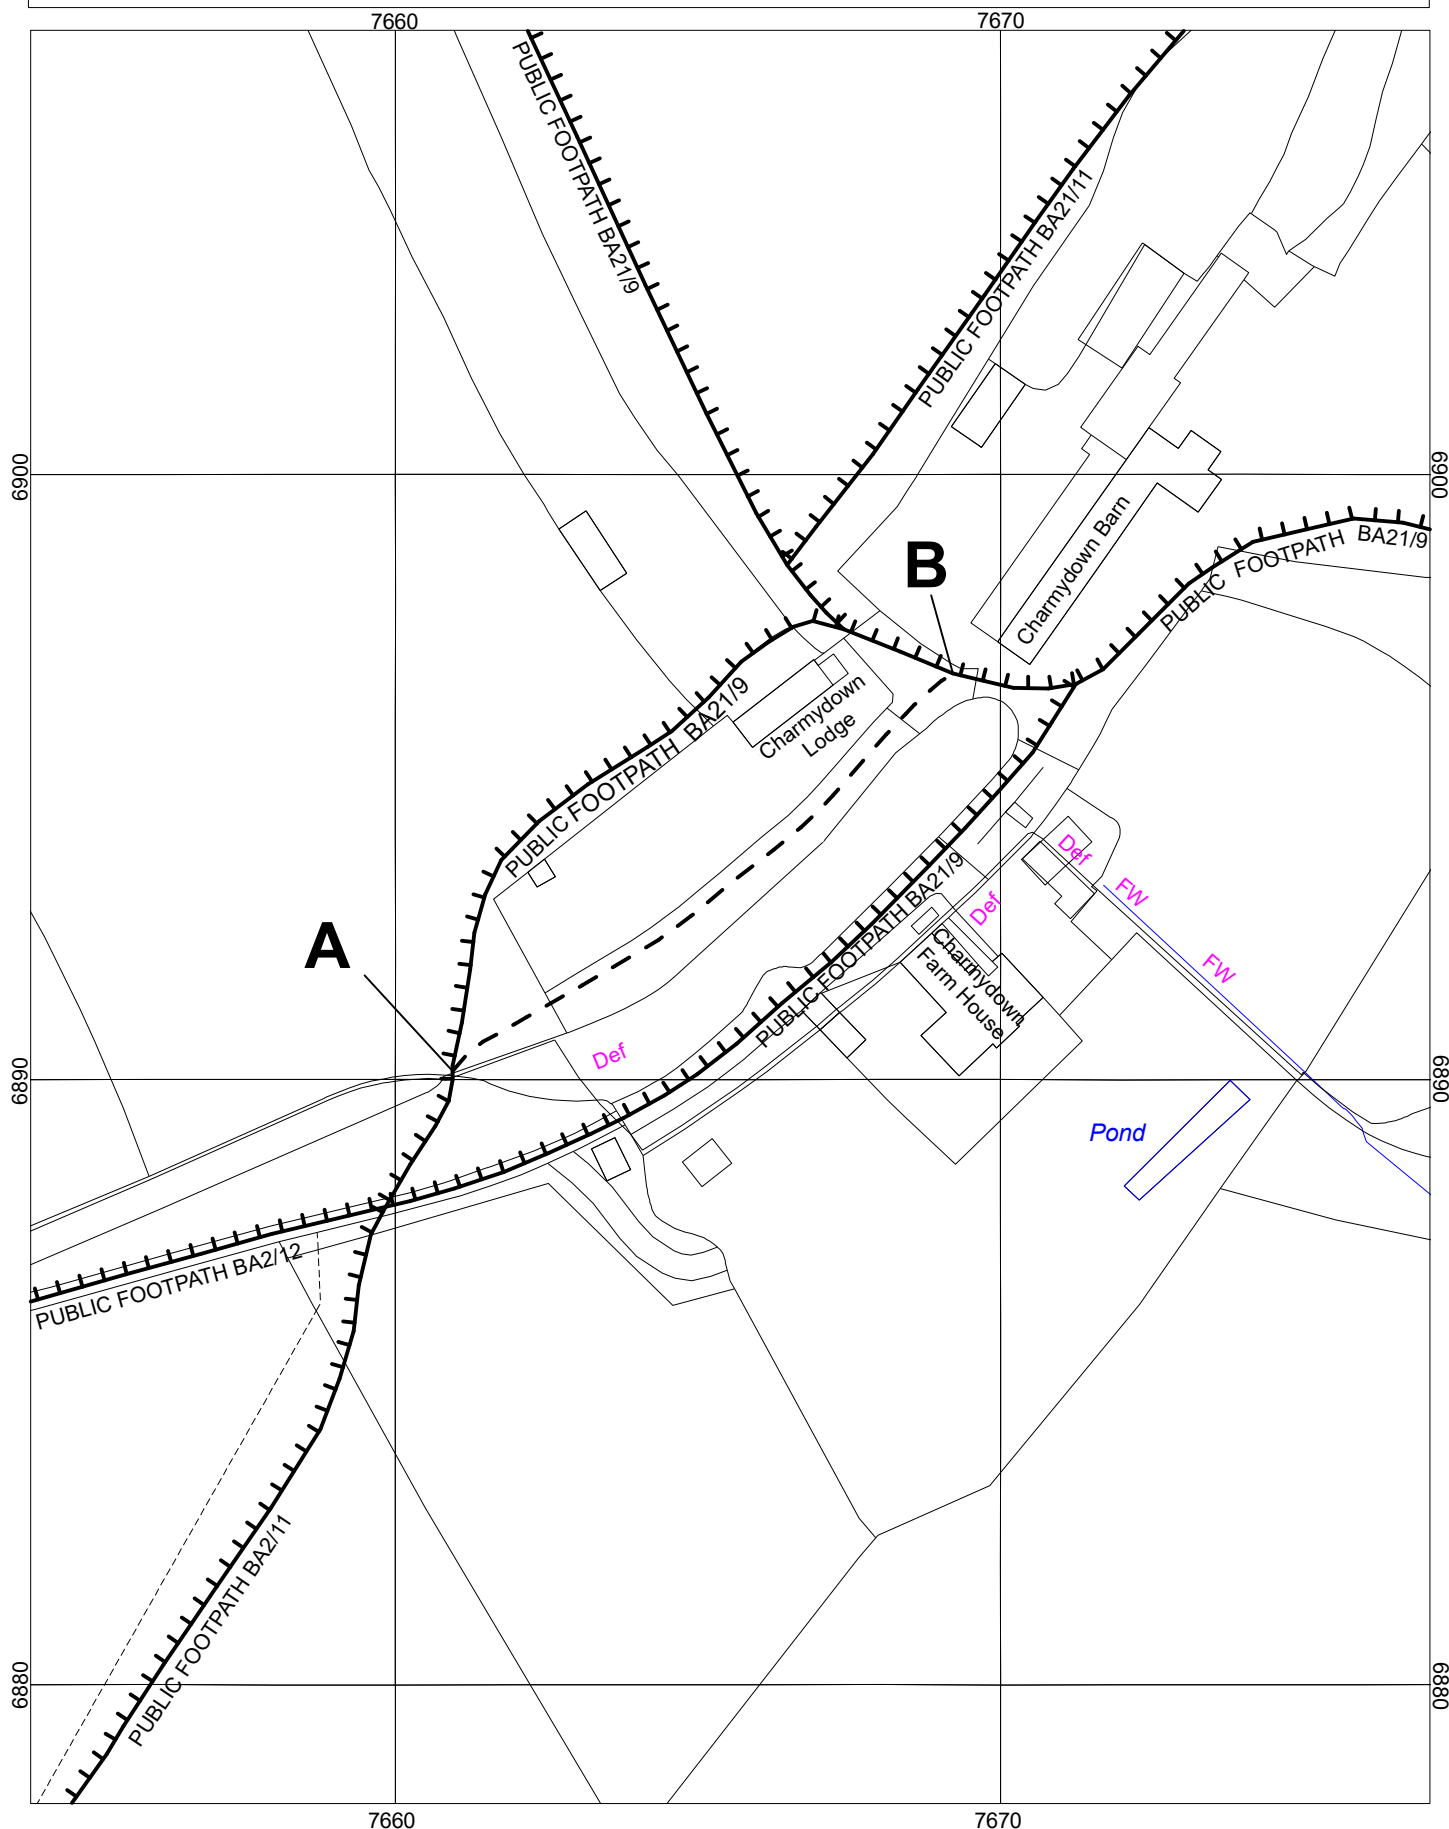 7660
7670
PUBLIC FOOTPATH BA21/9
PUBLIC FOOTPATH BA21/11
6900
6900
B
Charmydown Barn
PUBLIC FOOTPATH BA21/9
PUBLIC FOOTPATH BA21/9
Charmydown
Lodge
A
PUBLIC FOOTPATH BA21/9
Def
FW
Def
FW
Charmydown
Farm House
Def
6890
6890
Pond
PUBLIC FOOTPATH BA2/12
PUBLIC FOOTPATH BA2/11
6880
6880
7660
7670